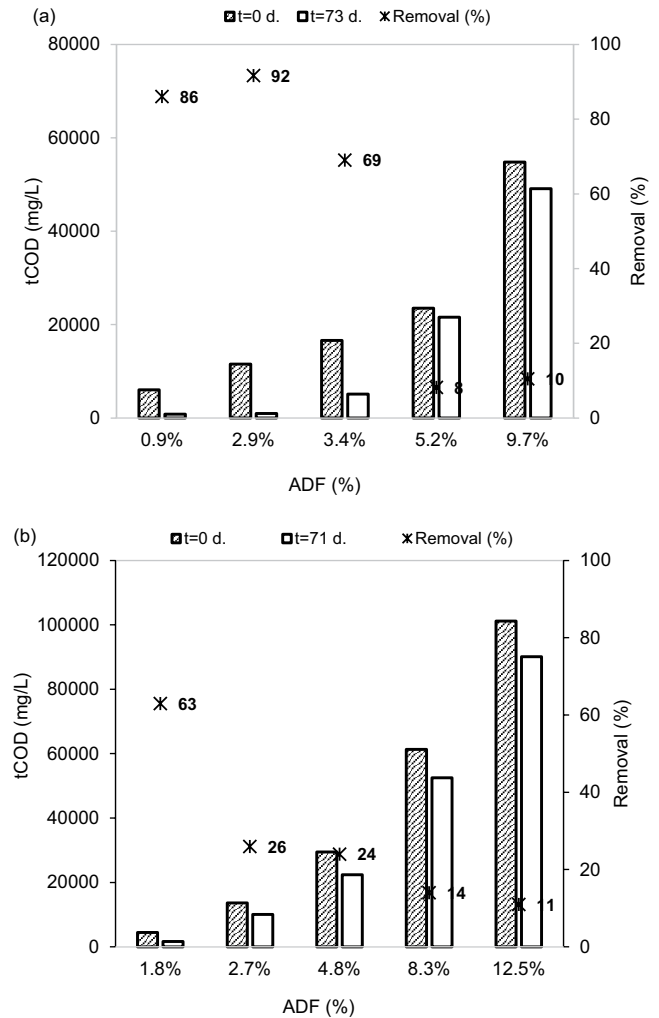 (a)
t=0 d. t=73 d. Removal (%)
80000 100
92
86
80
60000
69
60
40000
40
20000
20
8 10
0 0
0.9% 2.9% 3.4% 5.2% 9.7%
ADF (%)
tCOD (mg/L)
Removal (%)
(b)
t=0 d. t=71 d. Removal (%)
120000 100
100000
80
80000
63
60
60000
40
40000
26
24
20
20000
14
11
0 0
1.8% 2.7% 4.8% 8.3% 12.5%
ADF (%)
tCOD (mg/L)
Removal (%)